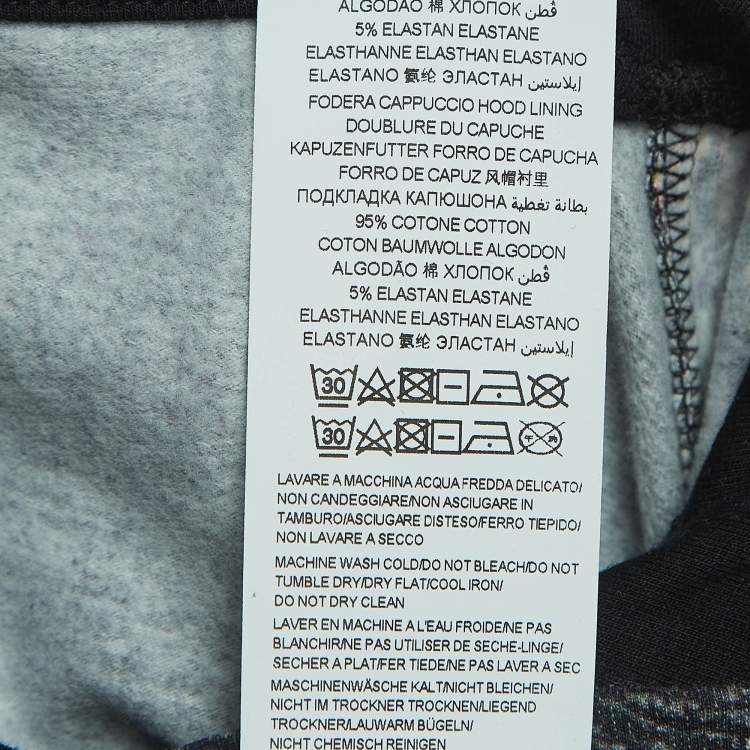 ALGODÃO 棉 ХЛОПОК قطن
5% ELASTAN ELASTANE
ELASTHANNE ELASTHAN ELASTANO
ELASTANO 氨纶 ЭЛАСТАН إيلاستين
FODERA CAPPUCCIO HOOD LINING
DOUBLURE DU CAPUCHE
KAPUZENFUTTER FORRO DE CAPUCHA
FORRO DE CAPUZ 风帽衬里
ПОДКЛАДКА КАПЮШОНА بطانة تغطية
95% COTONE COTTON
COTON BAUMWOLLE ALGODON
ALGODÃO 棉 ХЛОПОК قطن
5% ELASTAN ELASTANE
ELASTHANNE ELASTHAN ELASTANO
ELASTANO 氨纶 ЭЛАСТАН إيلاستين
30
30
LAVARE A MACCHINA ACQUA FREDDA DELICATO/
NON CANDEGGIARE/NON ASCIUGARE IN
TAMBURO/ASCIUGARE DISTESO/FERRO TIEPIDO/
NON LAVARE A SECCO
MACHINE WASH COLD/DO NOT BLEACH/DO NOT
TUMBLE DRY/DRY FLAT/COOL IRON/
DO NOT DRY CLEAN
LAVER EN MACHINE A L'EAU FROIDE/NE PAS
BLANCHIR/NE PAS UTILISER DE SECHE-LINGE/
SECHER A PLAT/FER TIEDE/NE PAS LAVER A SEC
MASCHINENWÄSCHE KALT/NICHT BLEICHEN/
NICHT IM TROCKNER TROCKNEN/LIEGEND
TROCKNER/LAUWARM BÜGELN/
NICHT CHEMISCH REINIGEN